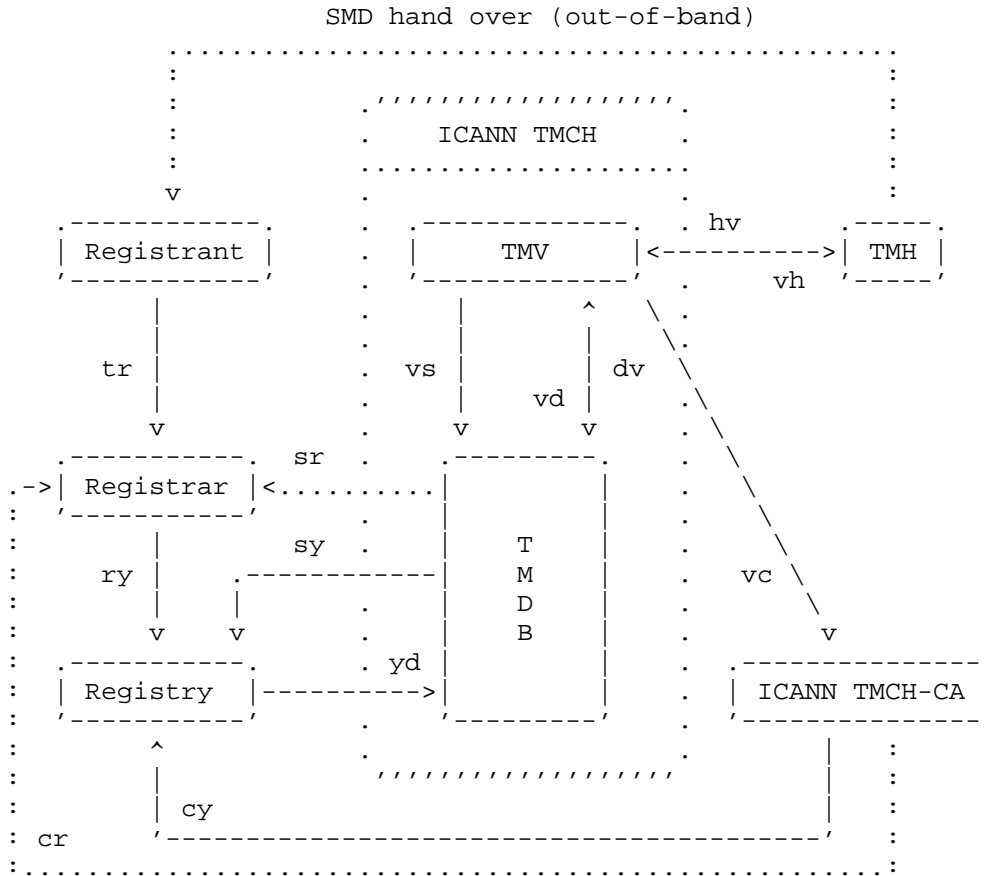 SMD hand over (out-of-band)
ICANN TMCH
hv
Registrant TMV TMH
vh
tr vs dv
vd
sr
Registrar
sy T
ry M vc
D
B
yd
Registry ICANN TMCH-CA
cy
cr